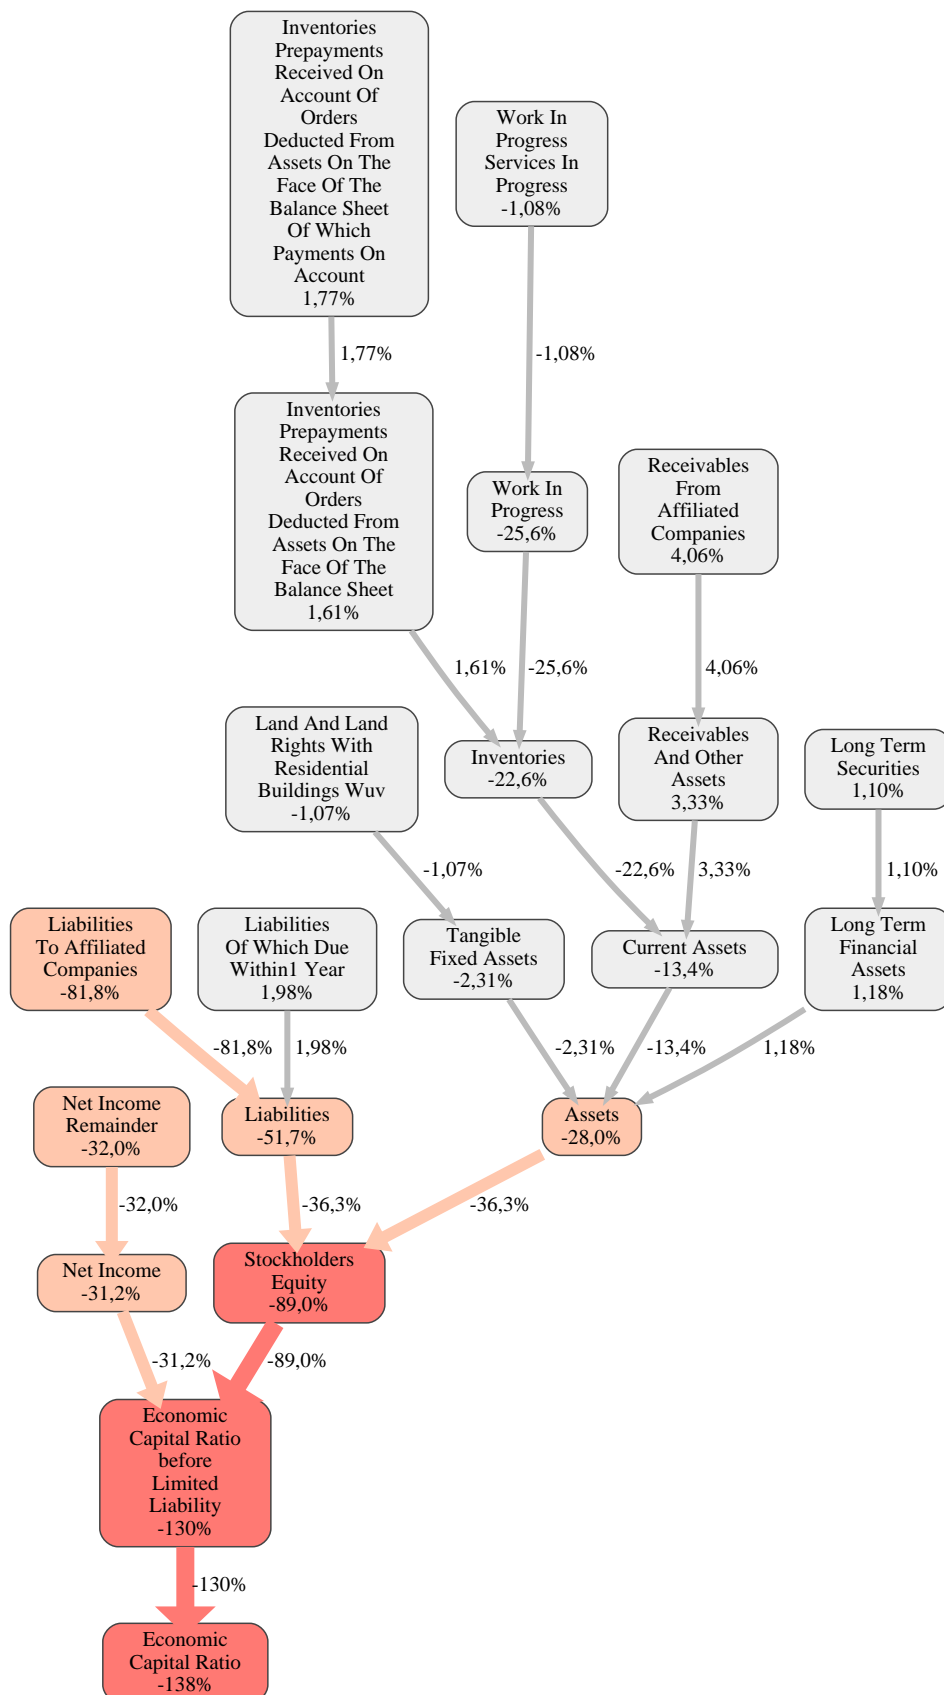 Inventories
Prepayments
Received On
Account Of
Orders
Deducted From
Assets On The
Face Of The
Balance Sheet
Of Which
Payments On
Account
1,77%
Work In
Progress
Services In
Progress
-1,08%
1,77%
-1,08%
Inventories
Prepayments
Received On
Account Of
Orders
Deducted From
Assets On The
Face Of The
Balance Sheet
1,61%
Work In
Progress
-25,6%
Receivables
From
Affiliated
Companies
4,06%
1,61%
-25,6%
4,06%
Land And Land
Rights With
Residential
Buildings Wuv
-1,07%
Inventories
-22,6%
Receivables
And Other
Assets
3,33%
Long Term
Securities
1,10%
-1,07%
-22,6%
3,33%
1,10%
Liabilities
To Affiliated
Companies
-81,8%
Liabilities
Of Which Due
Within1 Year
1,98%
Tangible
Fixed Assets
-2,31%
Current Assets
-13,4%
Long Term
Financial
Assets
1,18%
-81,8%
1,98%
-2,31%
-13,4%
1,18%
Net Income
Remainder
-32,0%
Liabilities
-51,7%
Assets
-28,0%
-32,0%
-36,3%
-36,3%
Net Income
-31,2%
Stockholders
Equity
-89,0%
-31,2%
-89,0%
Economic
Capital Ratio
before
Limited
Liability
-130%
-130%
Economic
Capital Ratio
-138%